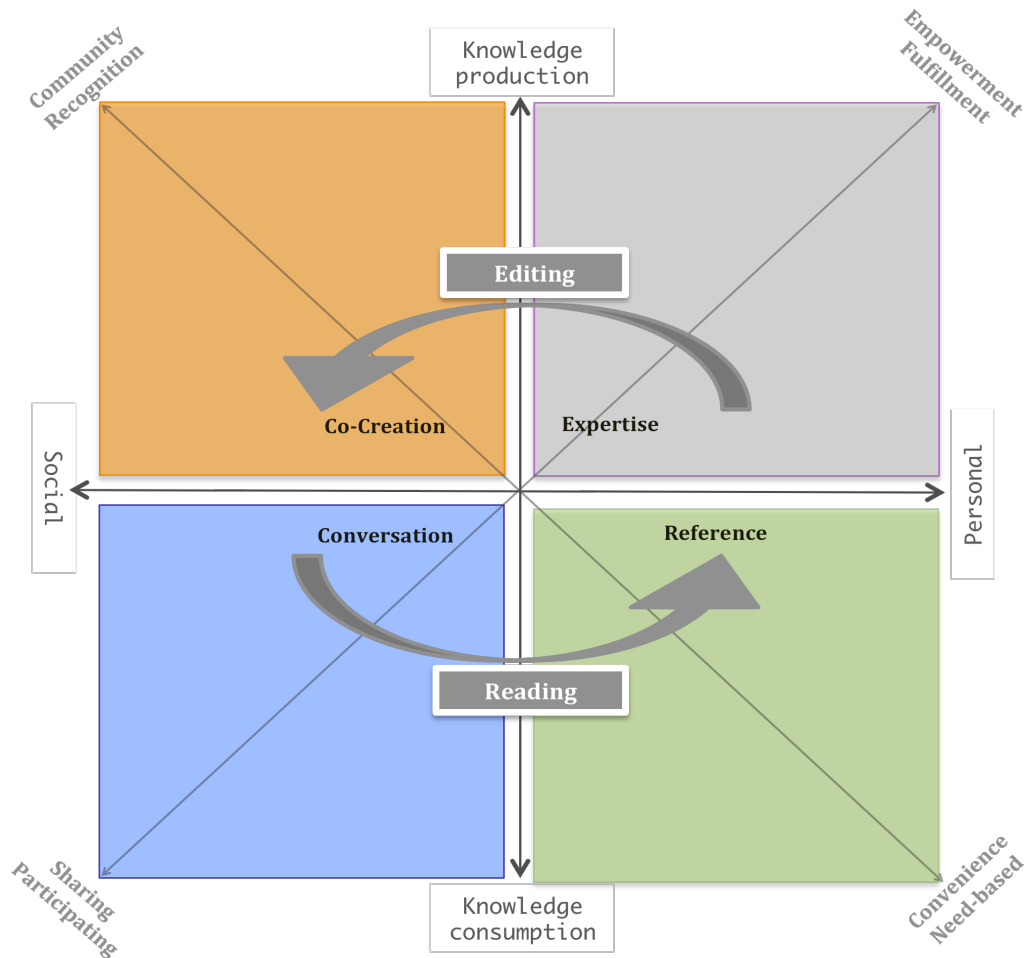 Community
Recognition
Knowledge
production
Empowerment
Fulfillment
Editing
Co-Creation
Expertise
Social
Personal
Conversation
Reference
Reading
Sharing
Participating
Knowledge
consumption
Convenience
Need-based